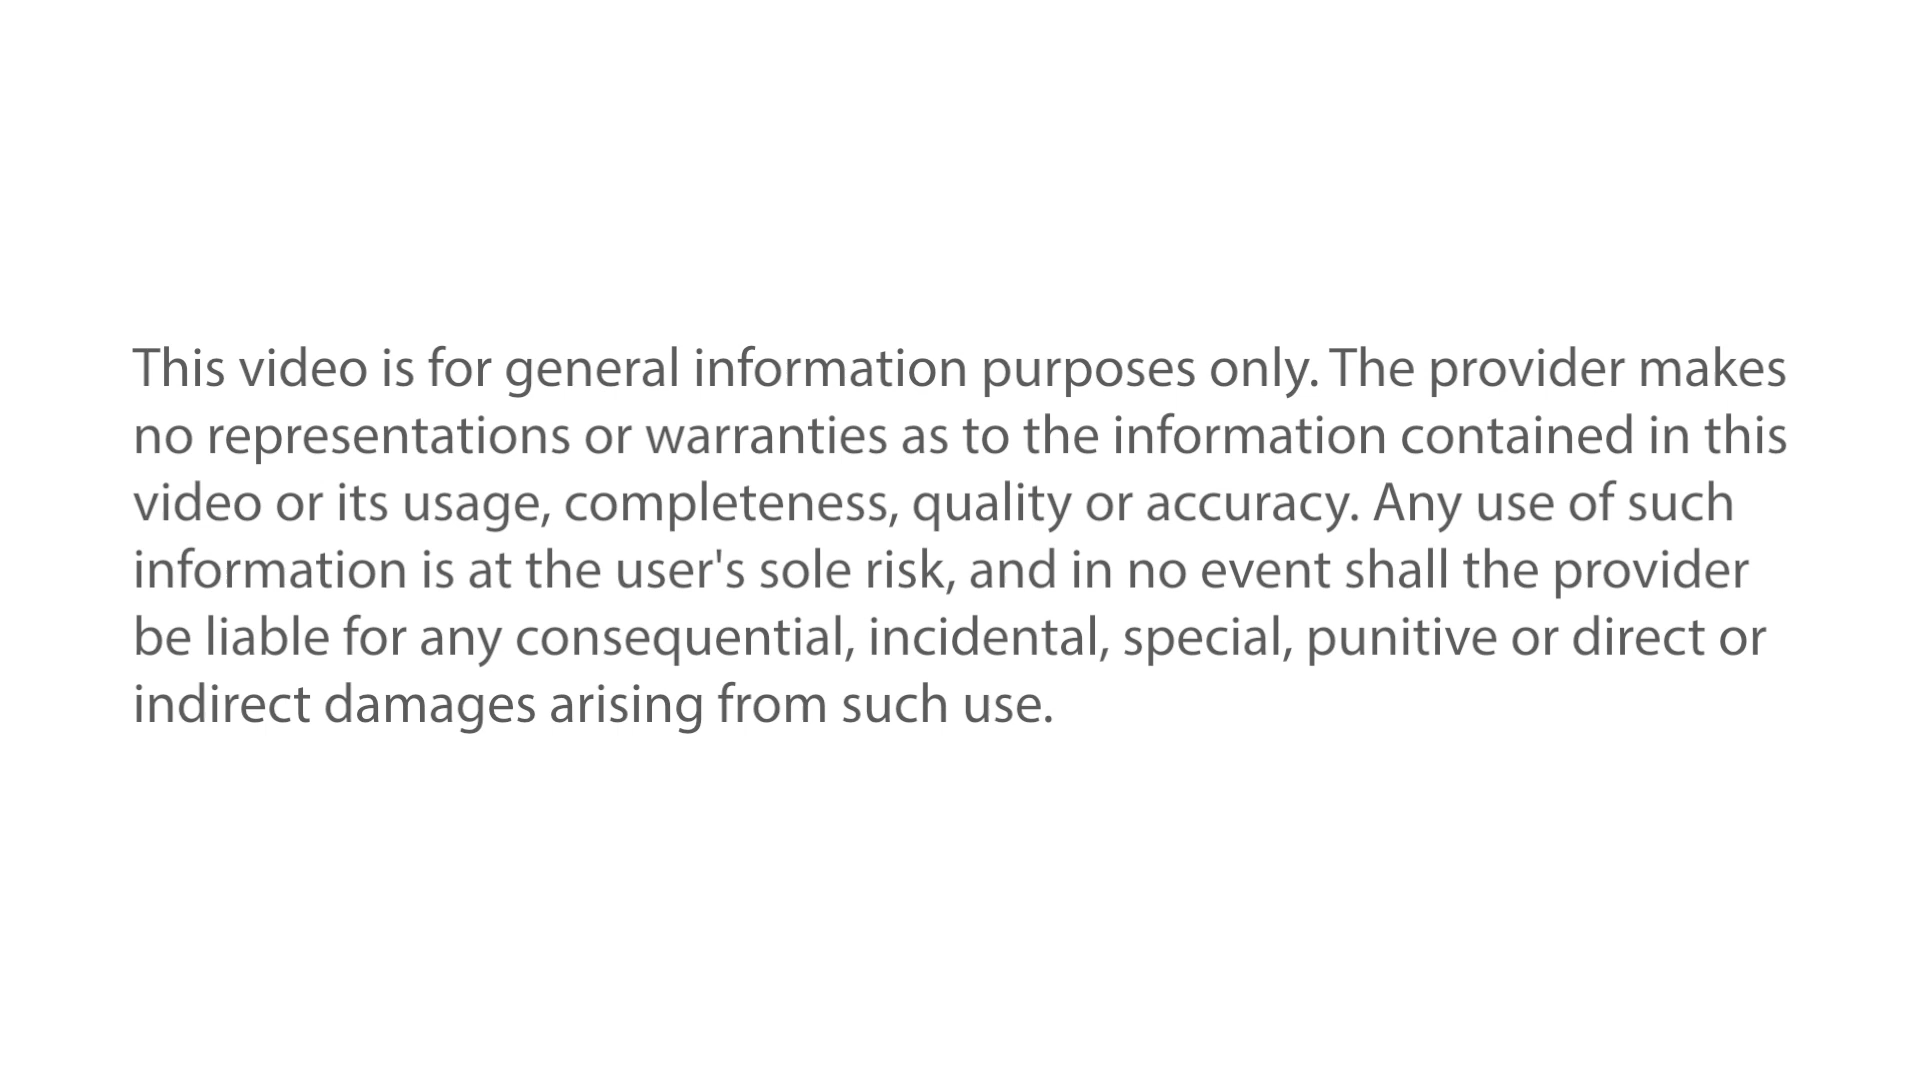 This video is for general information purposes only. The provider makes
no representations or warranties as to the information contained in this
video or its usage, completeness, quality or accuracy. Any use of such
information is at the user's sole risk, and in no event shall the provider
be liable for any consequential, incidental, special, punitive or direct or
indirect damages arising from such use.